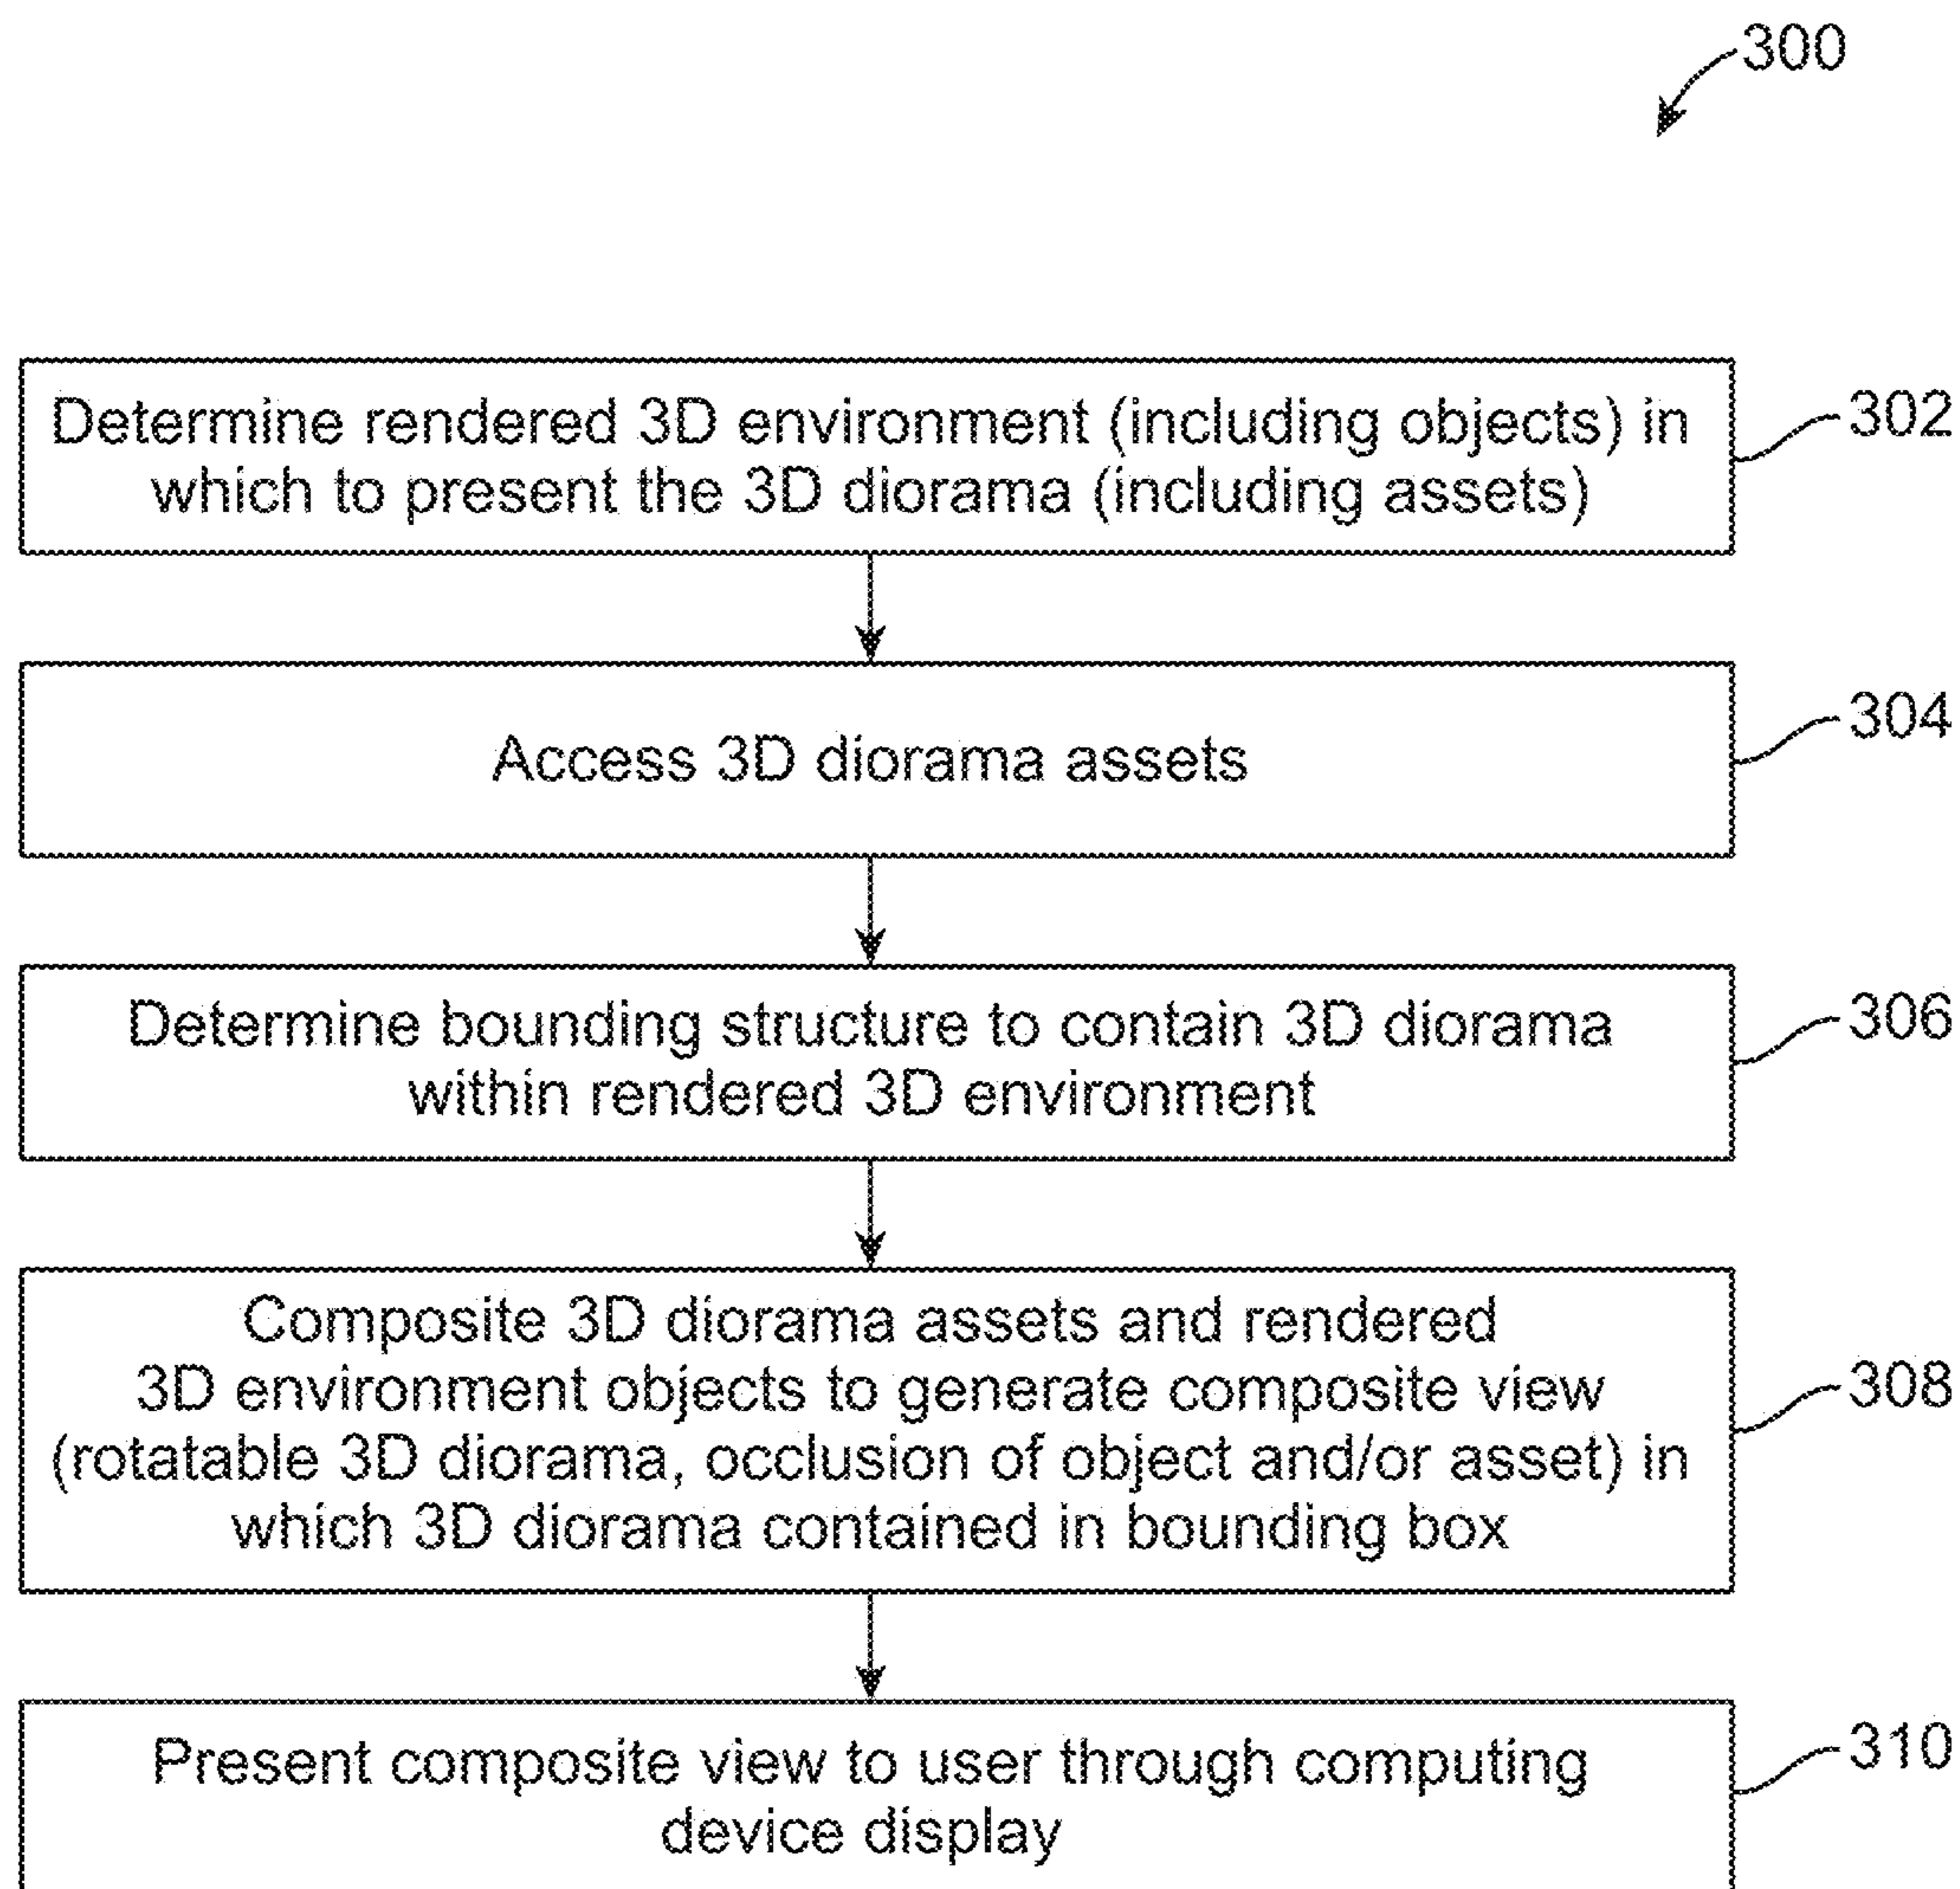 300
Determine rendered 3D environment (including objects) in
which to present the 3D diorama (including assets)
302
Access 3D diorama assets
304
Determine bounding structure to contain 3D diorama
within rendered 3D environment
306
Composite 3D diorama assets and rendered
3D environment objects to generate composite view
(rotatable 3D diorama, occlusion of object and/or asset) in
which 3D diorama contained in bounding box
308
Present composite view to user through computing
device display
310